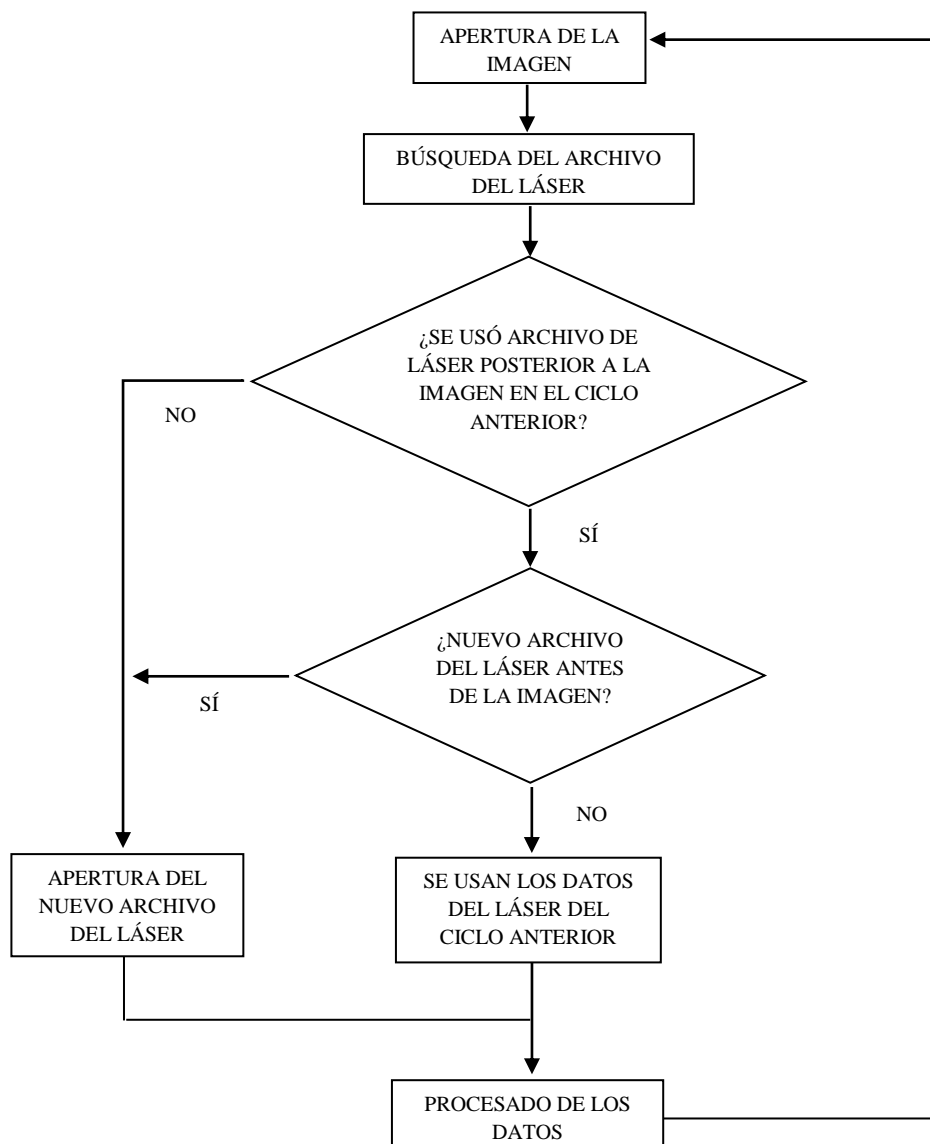 APERTURA DE LA
IMAGEN
BÚSQUEDA DEL ARCHIVO
DEL LÁSER
¿SE USÓ ARCHIVO DE
LÁSER POSTERIOR A LA
IMAGEN EN EL CICLO
ANTERIOR?
NO
SÍ
¿NUEVO ARCHIVO
DEL LÁSER ANTES
DE LA IMAGEN?
SÍ
NO
APERTURA DEL
NUEVO ARCHIVO
DEL LÁSER
SE USAN LOS DATOS
DEL LÁSER DEL
CICLO ANTERIOR
PROCESADO DE LOS
DATOS